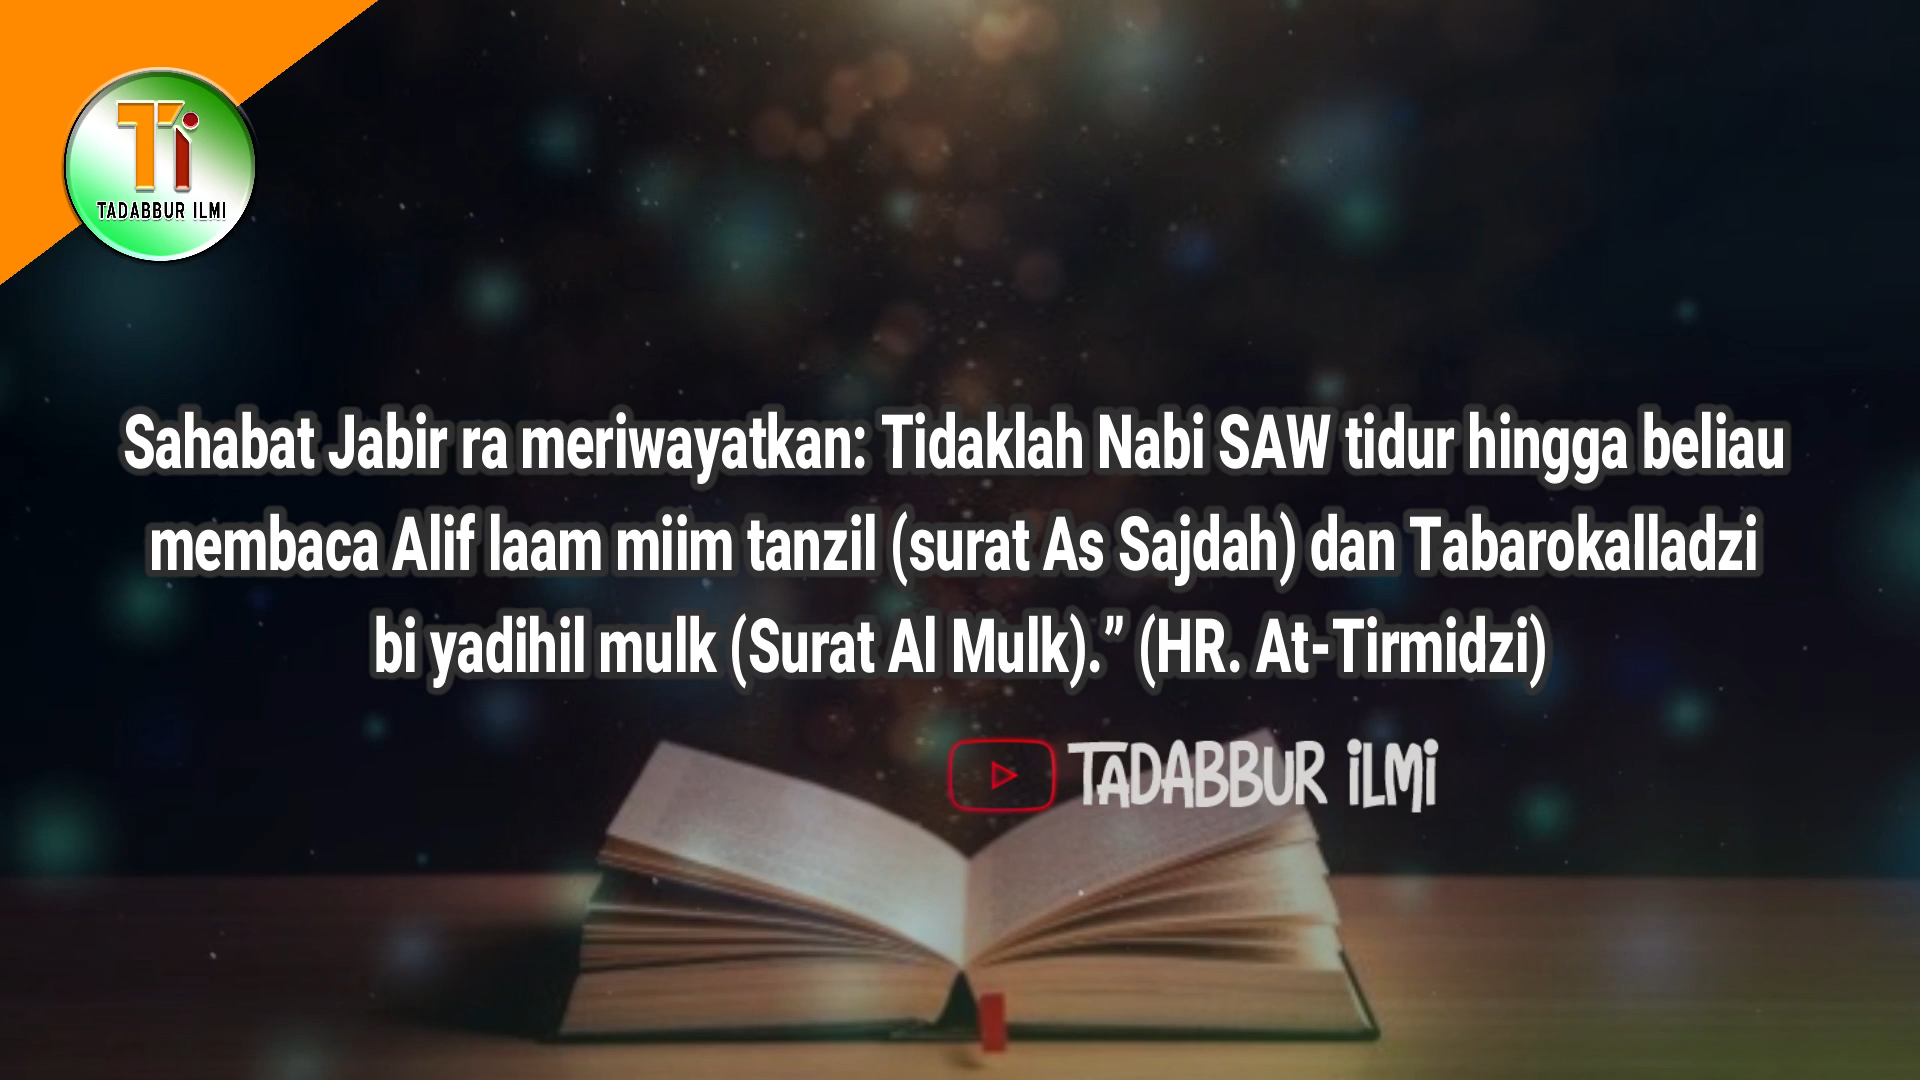 Ti
TADABBUR ILMI
Sahabat Jabir ra meriwayatkan: Tidaklah Nabi SAW tidur hingga beliau
membaca Alif laam miim tanzil (surat As Sajdah) dan Tabarokalladzi
bi yadihil mulk (Surat Al Mulk).” (HR. At-Tirmidzi)
TADABBUR iLMi